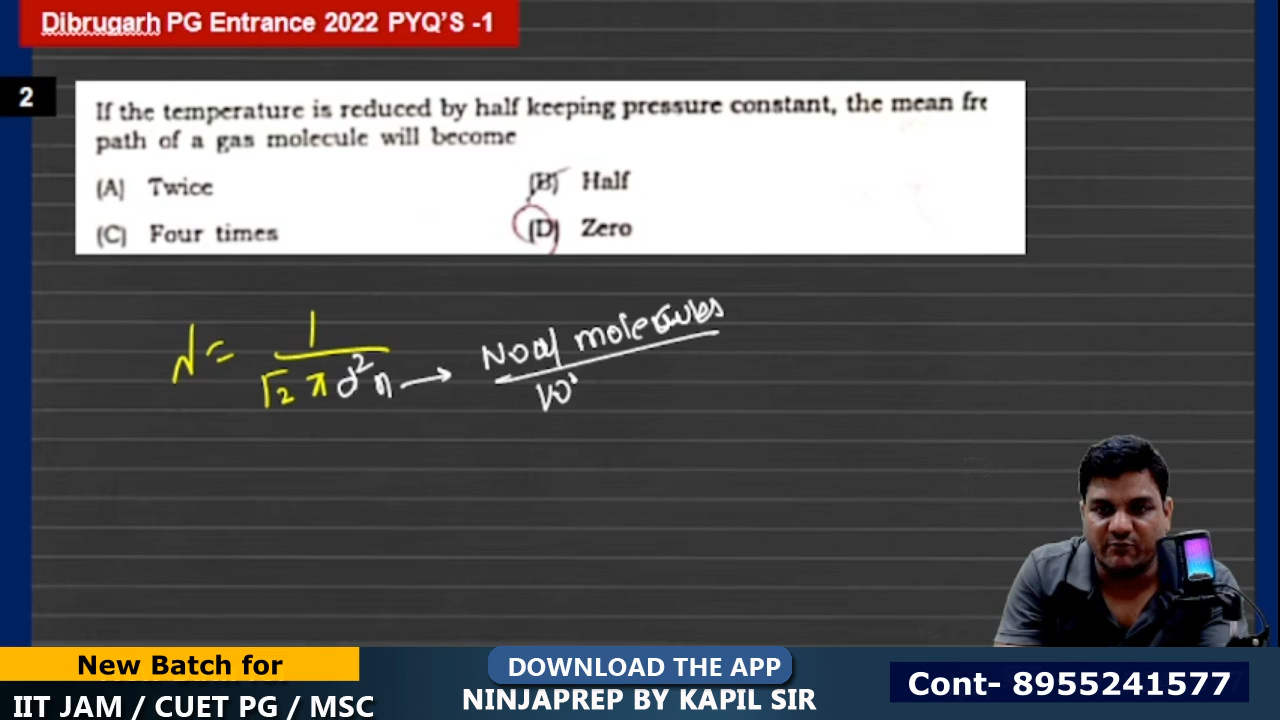 Dibrugarh PG Entrance 2022 PYQ'S -1
2
If the temperature is reduced by half keeping pressure constant, the mean fre
path of a gas molecule will become
(A) Twice
(B) Half
(C) Four times
(D) Zero
= 1
√2 π d² n → No of molecules
New Batch for
IIT JAM / CUET PG / MSC
DOWNLOAD THE APP
NINJAPREP BY KAPIL SIR
Cont- 8955241577